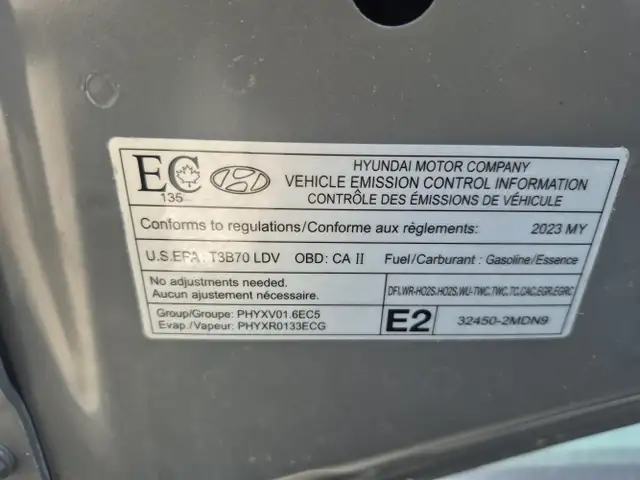 EC
135
HYUNDAI MOTOR COMPANY
VEHICLE EMISSION CONTROL INFORMATION
CONTRÔLE DES ÉMISSIONS DE VÉHICULE
Conforms to regulations/Conforme aux règlements: 2023 MY
U.S.EPA: T3B70 LDV OBD: CA II Fuel/Carburant : Gasoline/Essence
No adjustments needed.
Aucun ajustement nécessaire.
DFI,WR-HO2S,HO2S,WU-TWC,TWC,TC,CAC,EGR,EGRC
Group/Groupe: PHYXV01.6EC5
Evap./Vapeur: PHYXR0133ECG
E2
32450-2MDN9